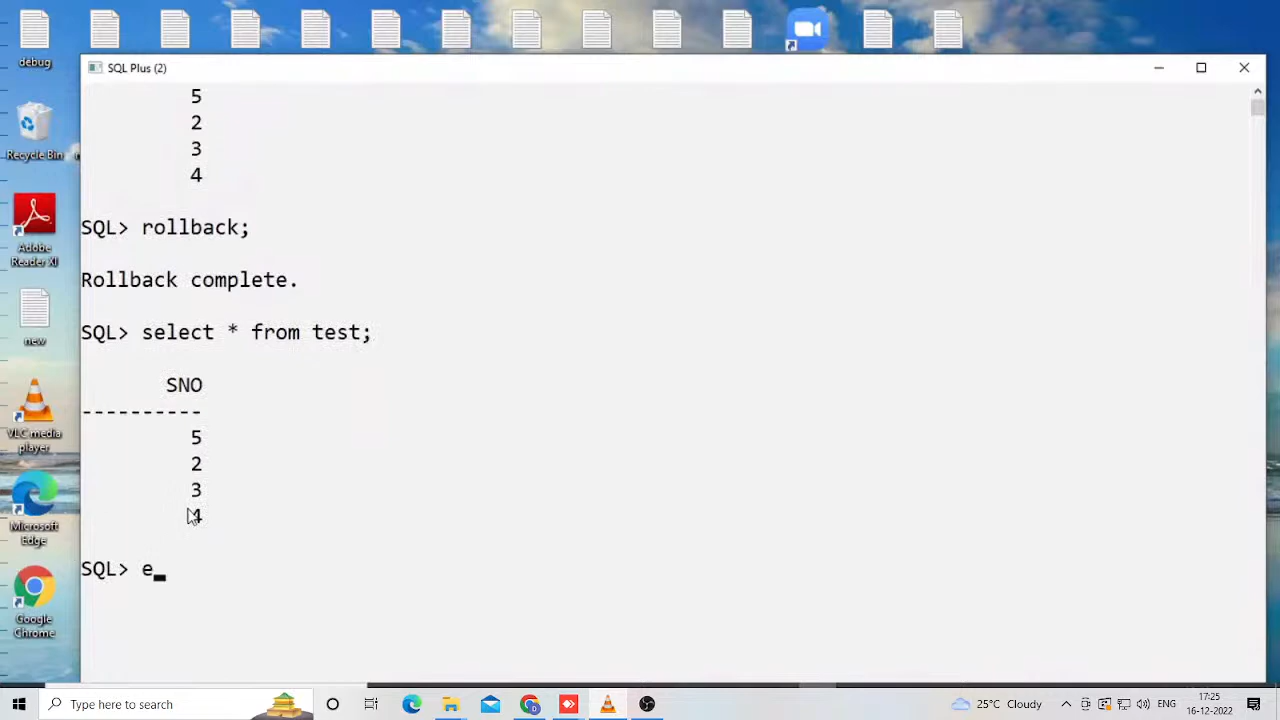 debug
SQL Plus (2)
5
2
3
4
SQL> rollback;
Rollback complete.
SQL> select * from test;
SNO
----------
5
2
3
4
SQL> e
Recycle Bin
Adobe
Reader XI
new
VLC media
player
Microsoft
Edge
Google
Chrome
Type here to search
25°C Cloudy
ENG
17:25
16-12-2022